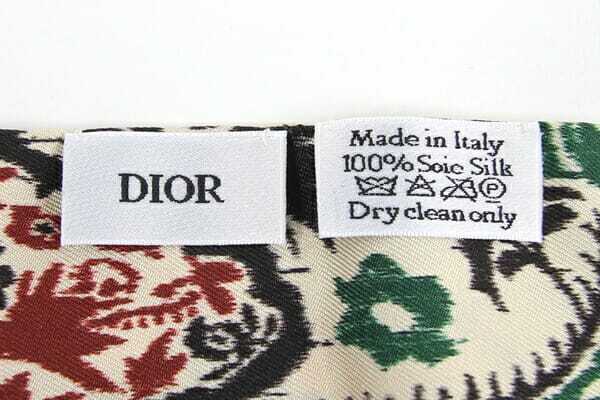 DIOR
Made in Italy
100% Soie Silk
P
Dry clean only